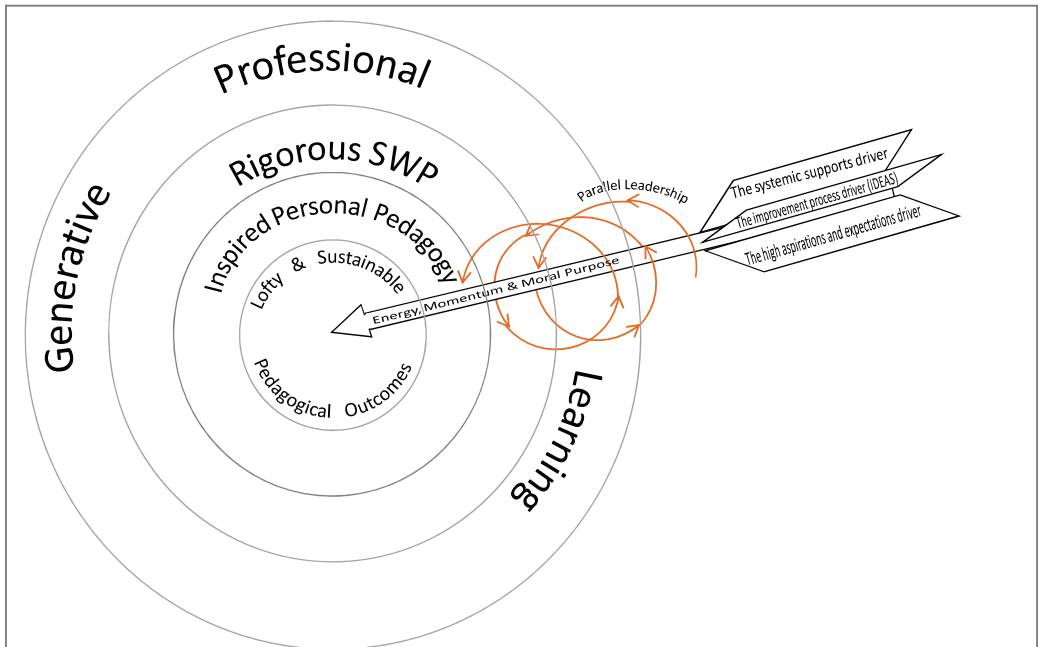 Generative
Professional
Learning
Rigorous SWP
Inspired Personal Pedagogy
Lofty & Sustainable
Pedagogical Outcomes
Energy, Momentum & Moral Purpose
Parallel Leadership
The systemic supports driver
The improvement process driver (IDEAS)
The high aspirations and expectations driver